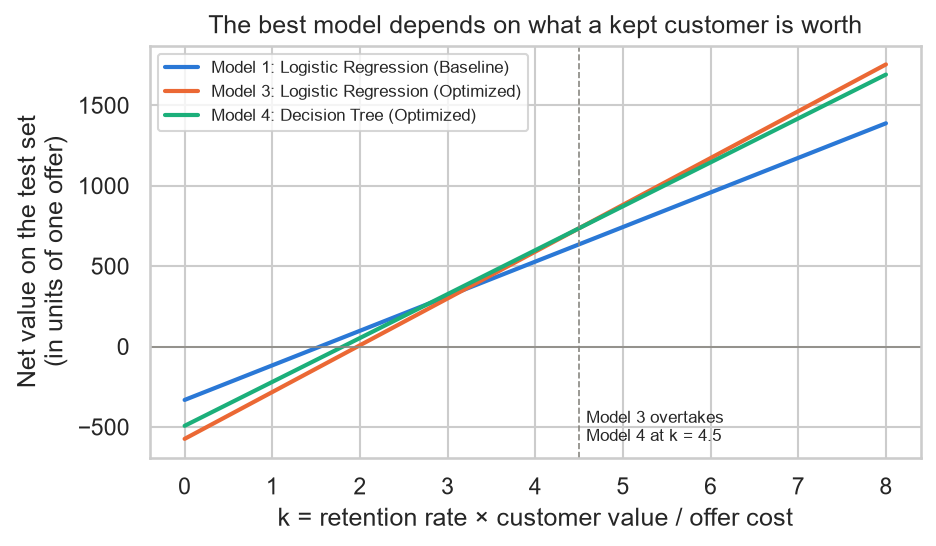 The best model depends on what a kept customer is worth
Model 1: Logistic Regression (Baseline)
Model 3: Logistic Regression (Optimized)
Model 4: Decision Tree (Optimized)
Net value on the test set
(in units of one offer)
1500
1000
500
0
−500
Model 3 overtakes
Model 4 at k = 4.5
0 1 2 3 4 5 6 7 8
k = retention rate × customer value / offer cost